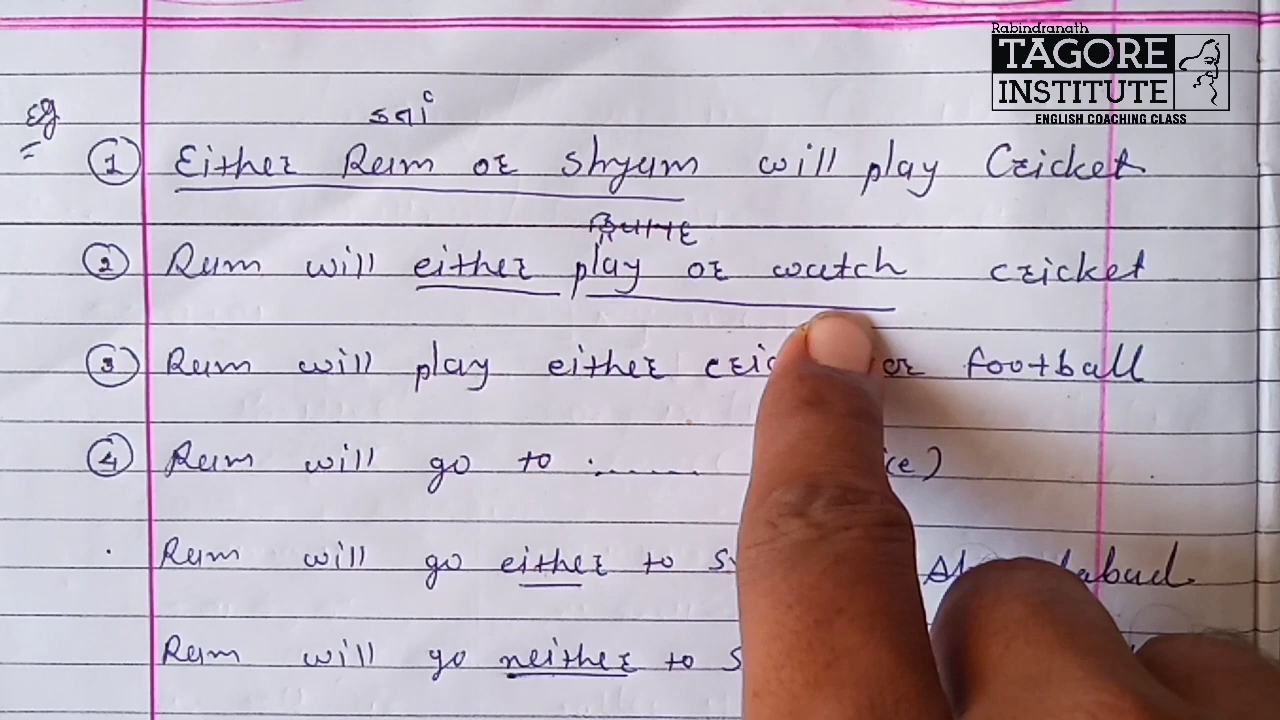 Rabindranath
TAGORE
INSTITUTE
ENGLISH COACHING CLASS
eg
① Either Ram or Shyam will play Cricket
② Ram will either play or watch cricket
③ Ram will play either or football
④ Ram will go to ......
Ram will go either to
Ram will go neither to